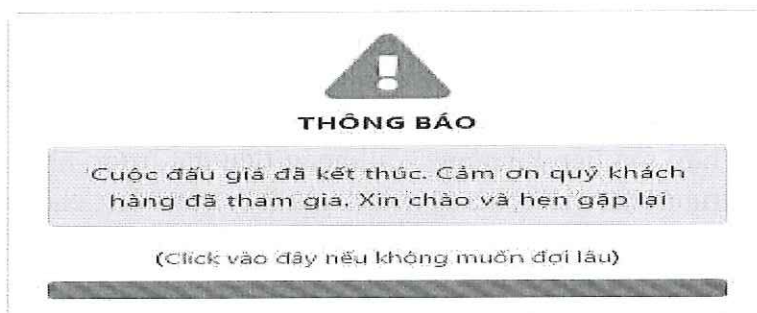 THÔNG BÁO
Cuộc đấu giá đã kết thúc. Cảm ơn quý khách
hàng đã tham gia. Xin chào và hẹn gặp lại
(Click vào đây nếu không muốn đợi lâu)